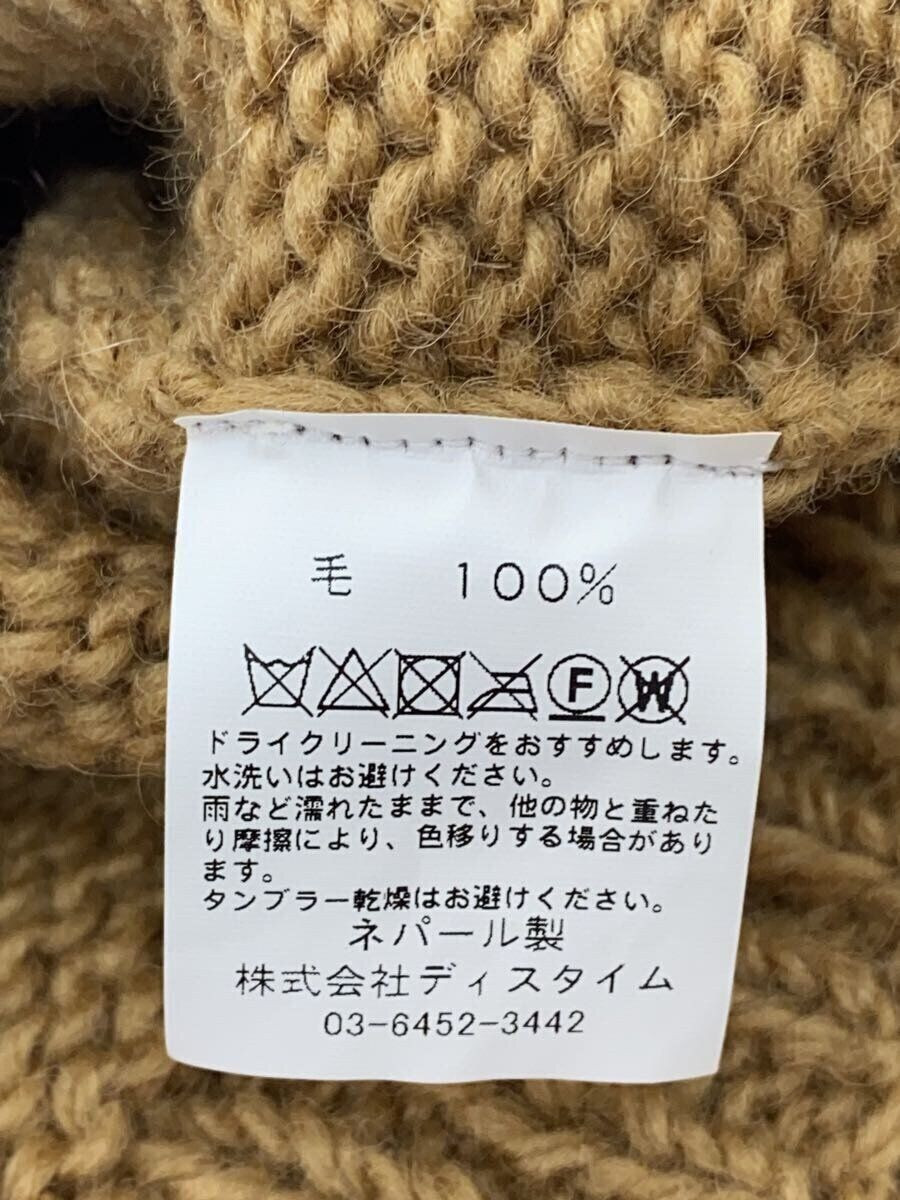 毛 100%
F W
ドライクリーニングをおすすめします。
水洗いはお避けください。
雨など濡れたままで、他の物と重ねた
り摩擦により、色移りする場合があり
ます。
タンブラー乾燥はお避けください。
ネパール製
株式会社ディスタイム
03-6452-3442